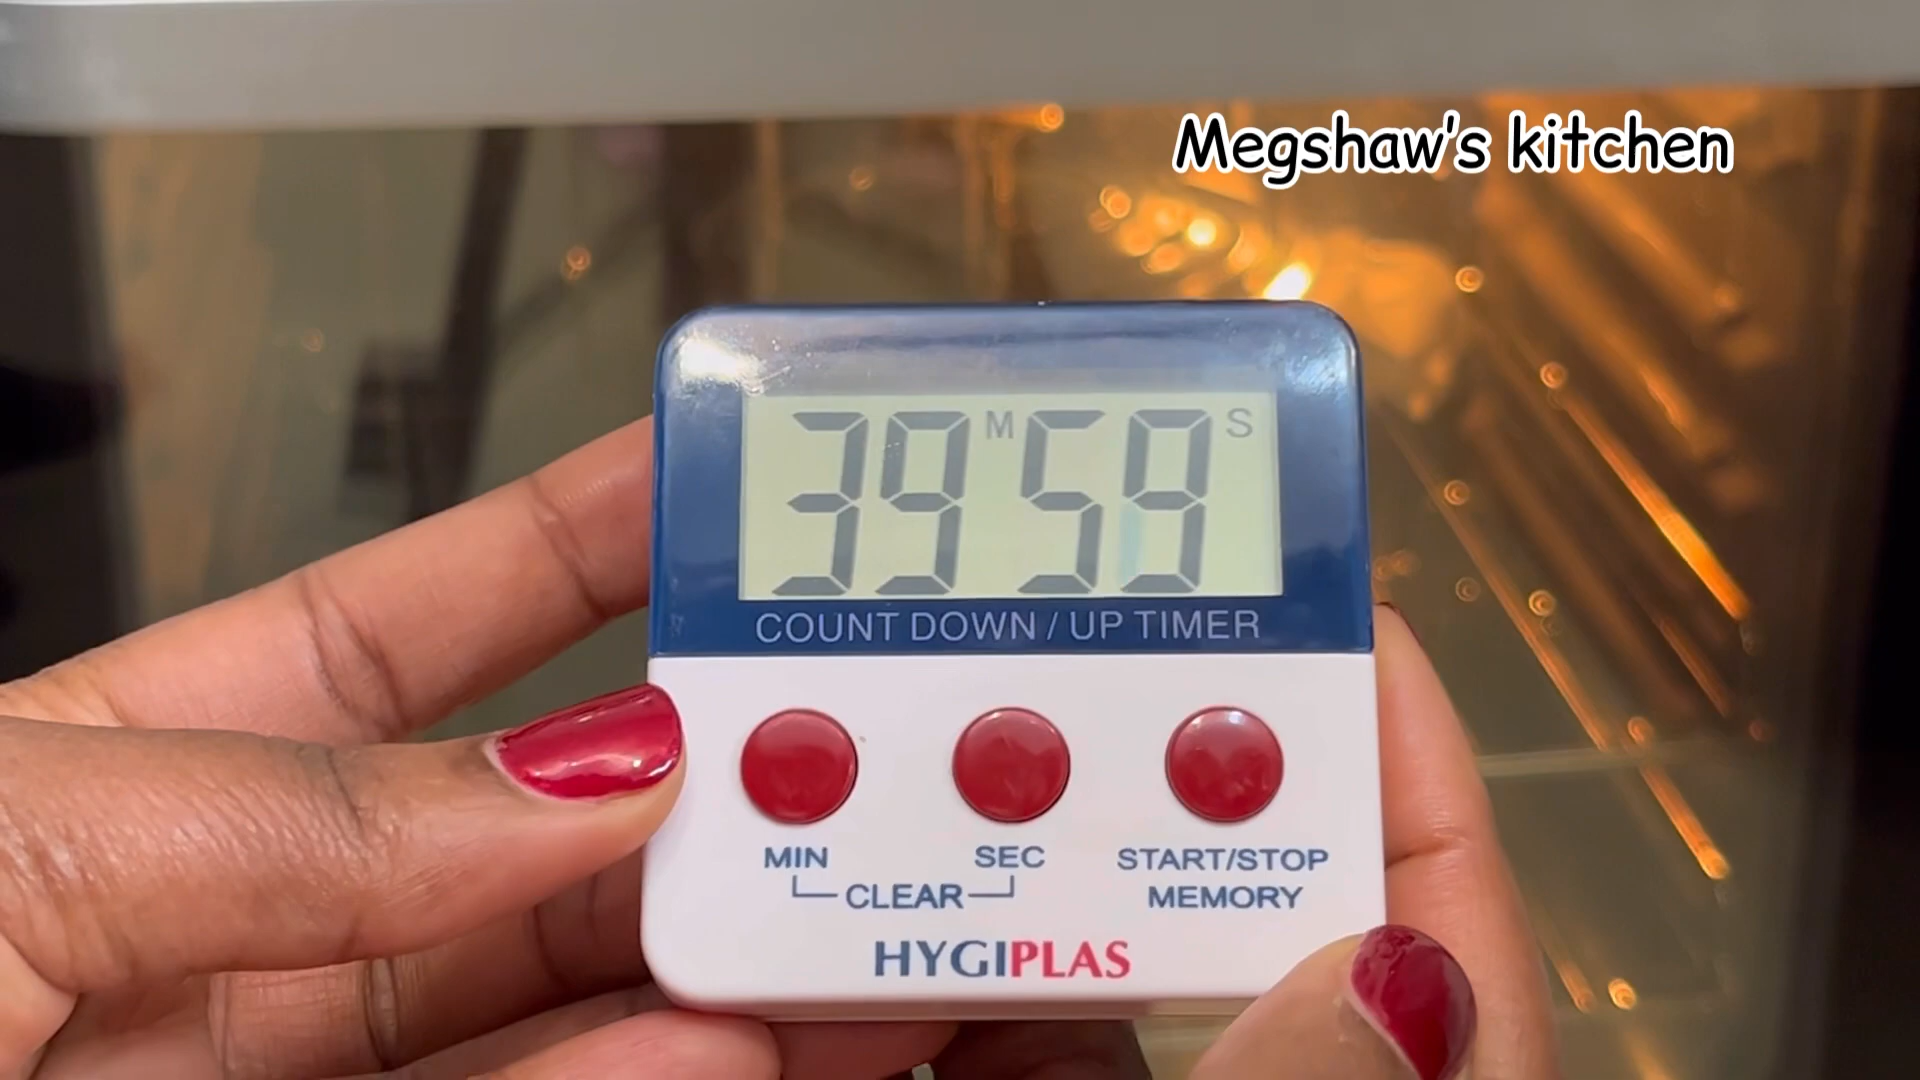 Megshaw's kitchen
39 M 59 S
COUNT DOWN / UP TIMER
MIN SEC START/STOP
CLEAR MEMORY
HYGIPLAS